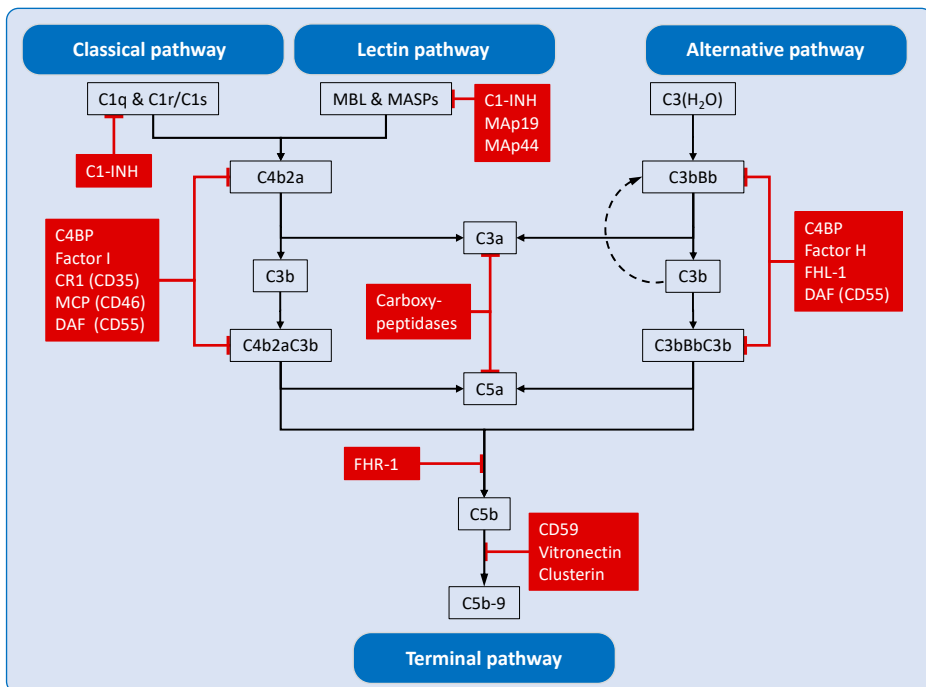 Classical pathway
Lectin pathway
Alternative pathway
C1q & C1r/C1s
MBL & MASPs
C1-INH
MAp19
MAp44
C3(H₂O)
C1-INH
C4b2a
C3bBb
C4BP
Factor I
CR1 (CD35)
MCP (CD46)
DAF (CD55)
C3a
C4BP
Factor H
FHL-1
DAF (CD55)
C3b
C3b
Carboxy-
peptidases
C4b2aC3b
C3bBbC3b
C5a
FHR-1
C5b
CD59
Vitronectin
Clusterin
C5b-9
Terminal pathway